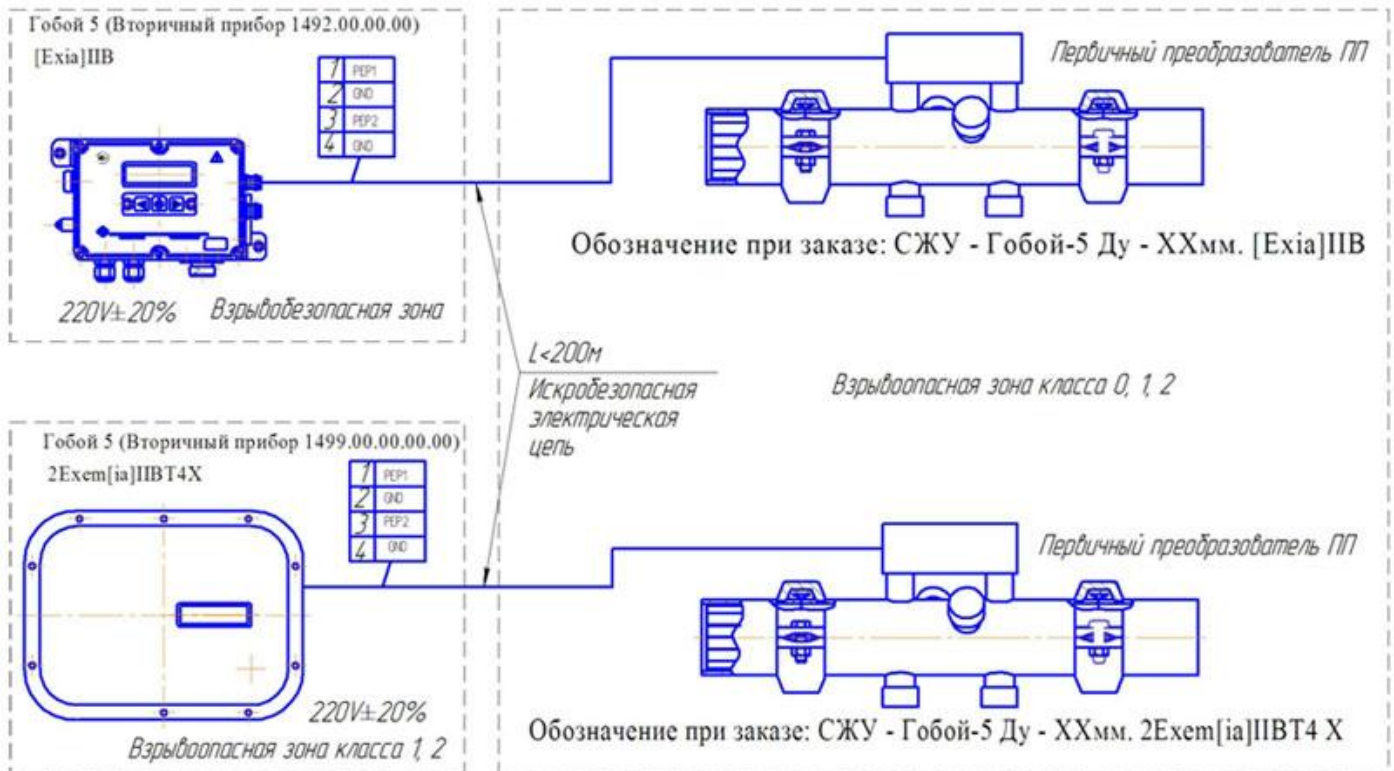 Гобой 5 (Вторичный прибор 1492.00.00.00)
[Exia]IIB
1 PEP1
2 GND
3 PEP2
4 GND
220V±20%
Взрывобезопасная зона
Первичный преобразователь ПП
Обозначение при заказе: СЖУ - Гобой-5 Ду - ХХмм. [Exia]IIB
L<200м
Искробезопасная
электрическая
цепь
Взрывоопасная зона класса 0, 1, 2
Гобой 5 (Вторичный прибор 1499.00.00.00.00)
2Exem[ia]IIBT4 X
1 PEP1
2 GND
3 PEP2
4 GND
220V±20%
Взрывоопасная зона класса 1, 2
Первичный преобразователь ПП
Обозначение при заказе: СЖУ - Гобой-5 Ду - ХХмм. 2Exem[ia]IIBT4 X